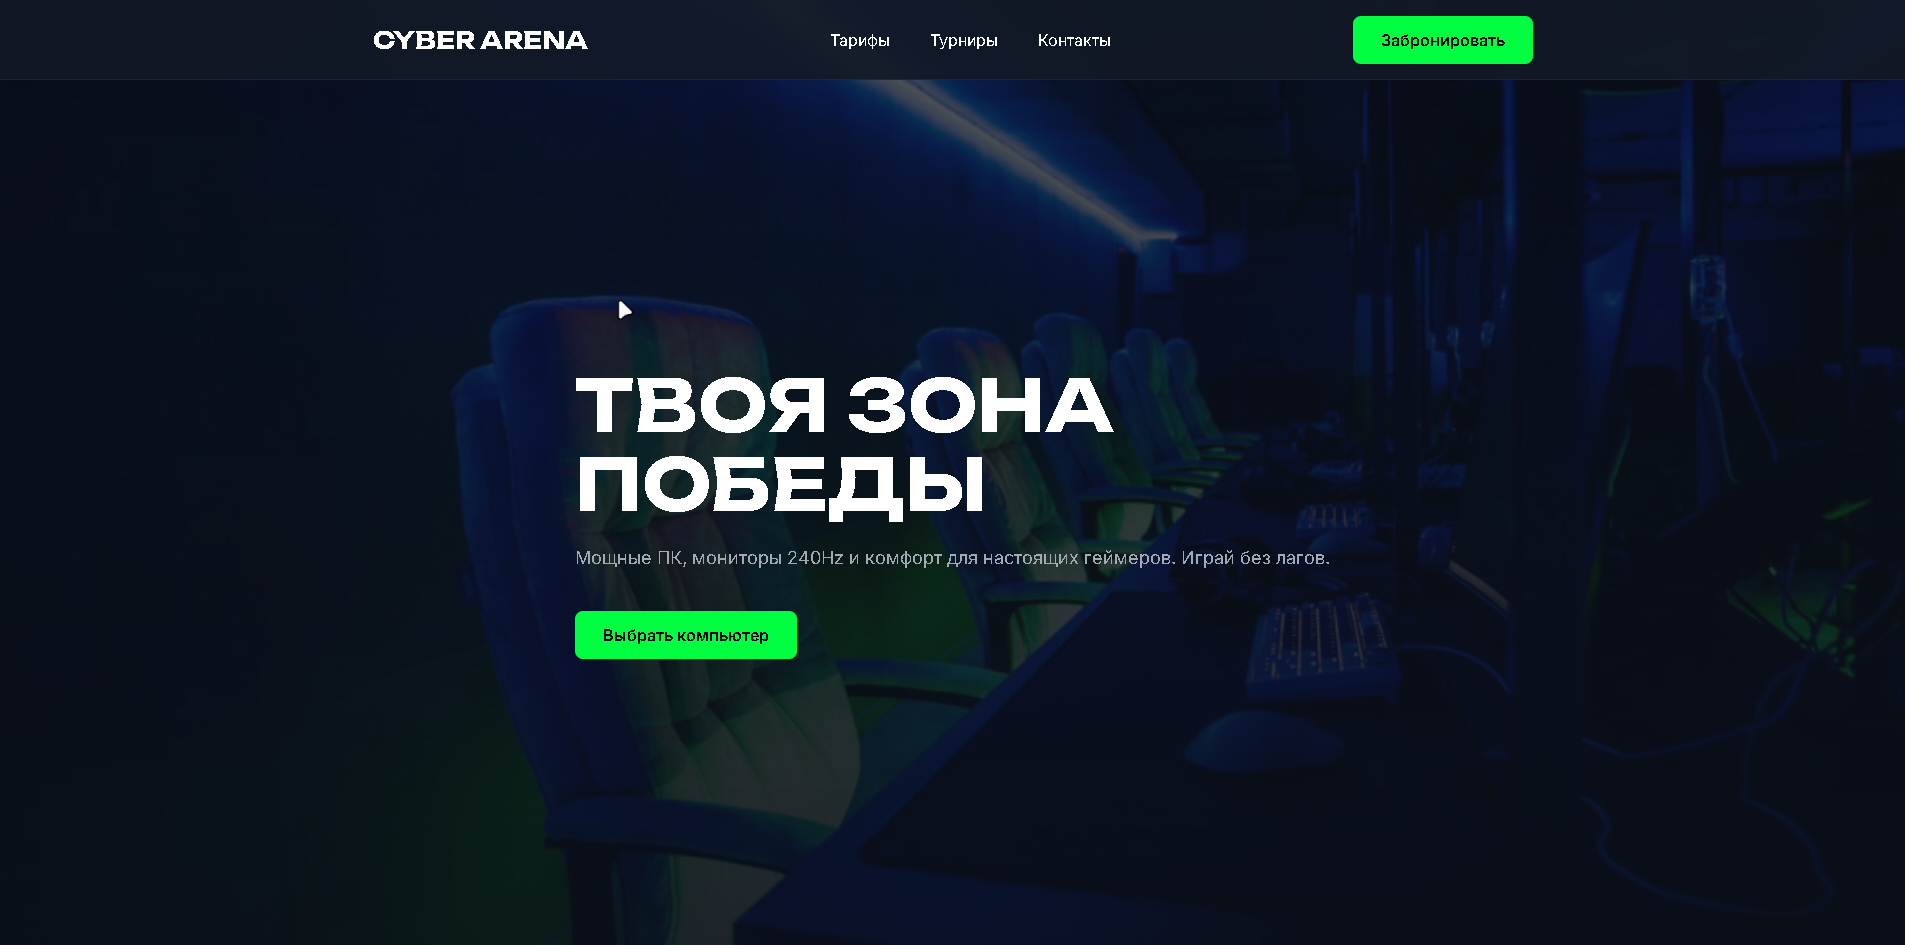 CYBER ARENA
Тарифы
Турниры
Контакты
Забронировать
ТВОЯ ЗОНА
ПОБЕДЫ
Мощные ПК, мониторы 240Hz и комфорт для настоящих геймеров. Играй без лагов.
Выбрать компьютер